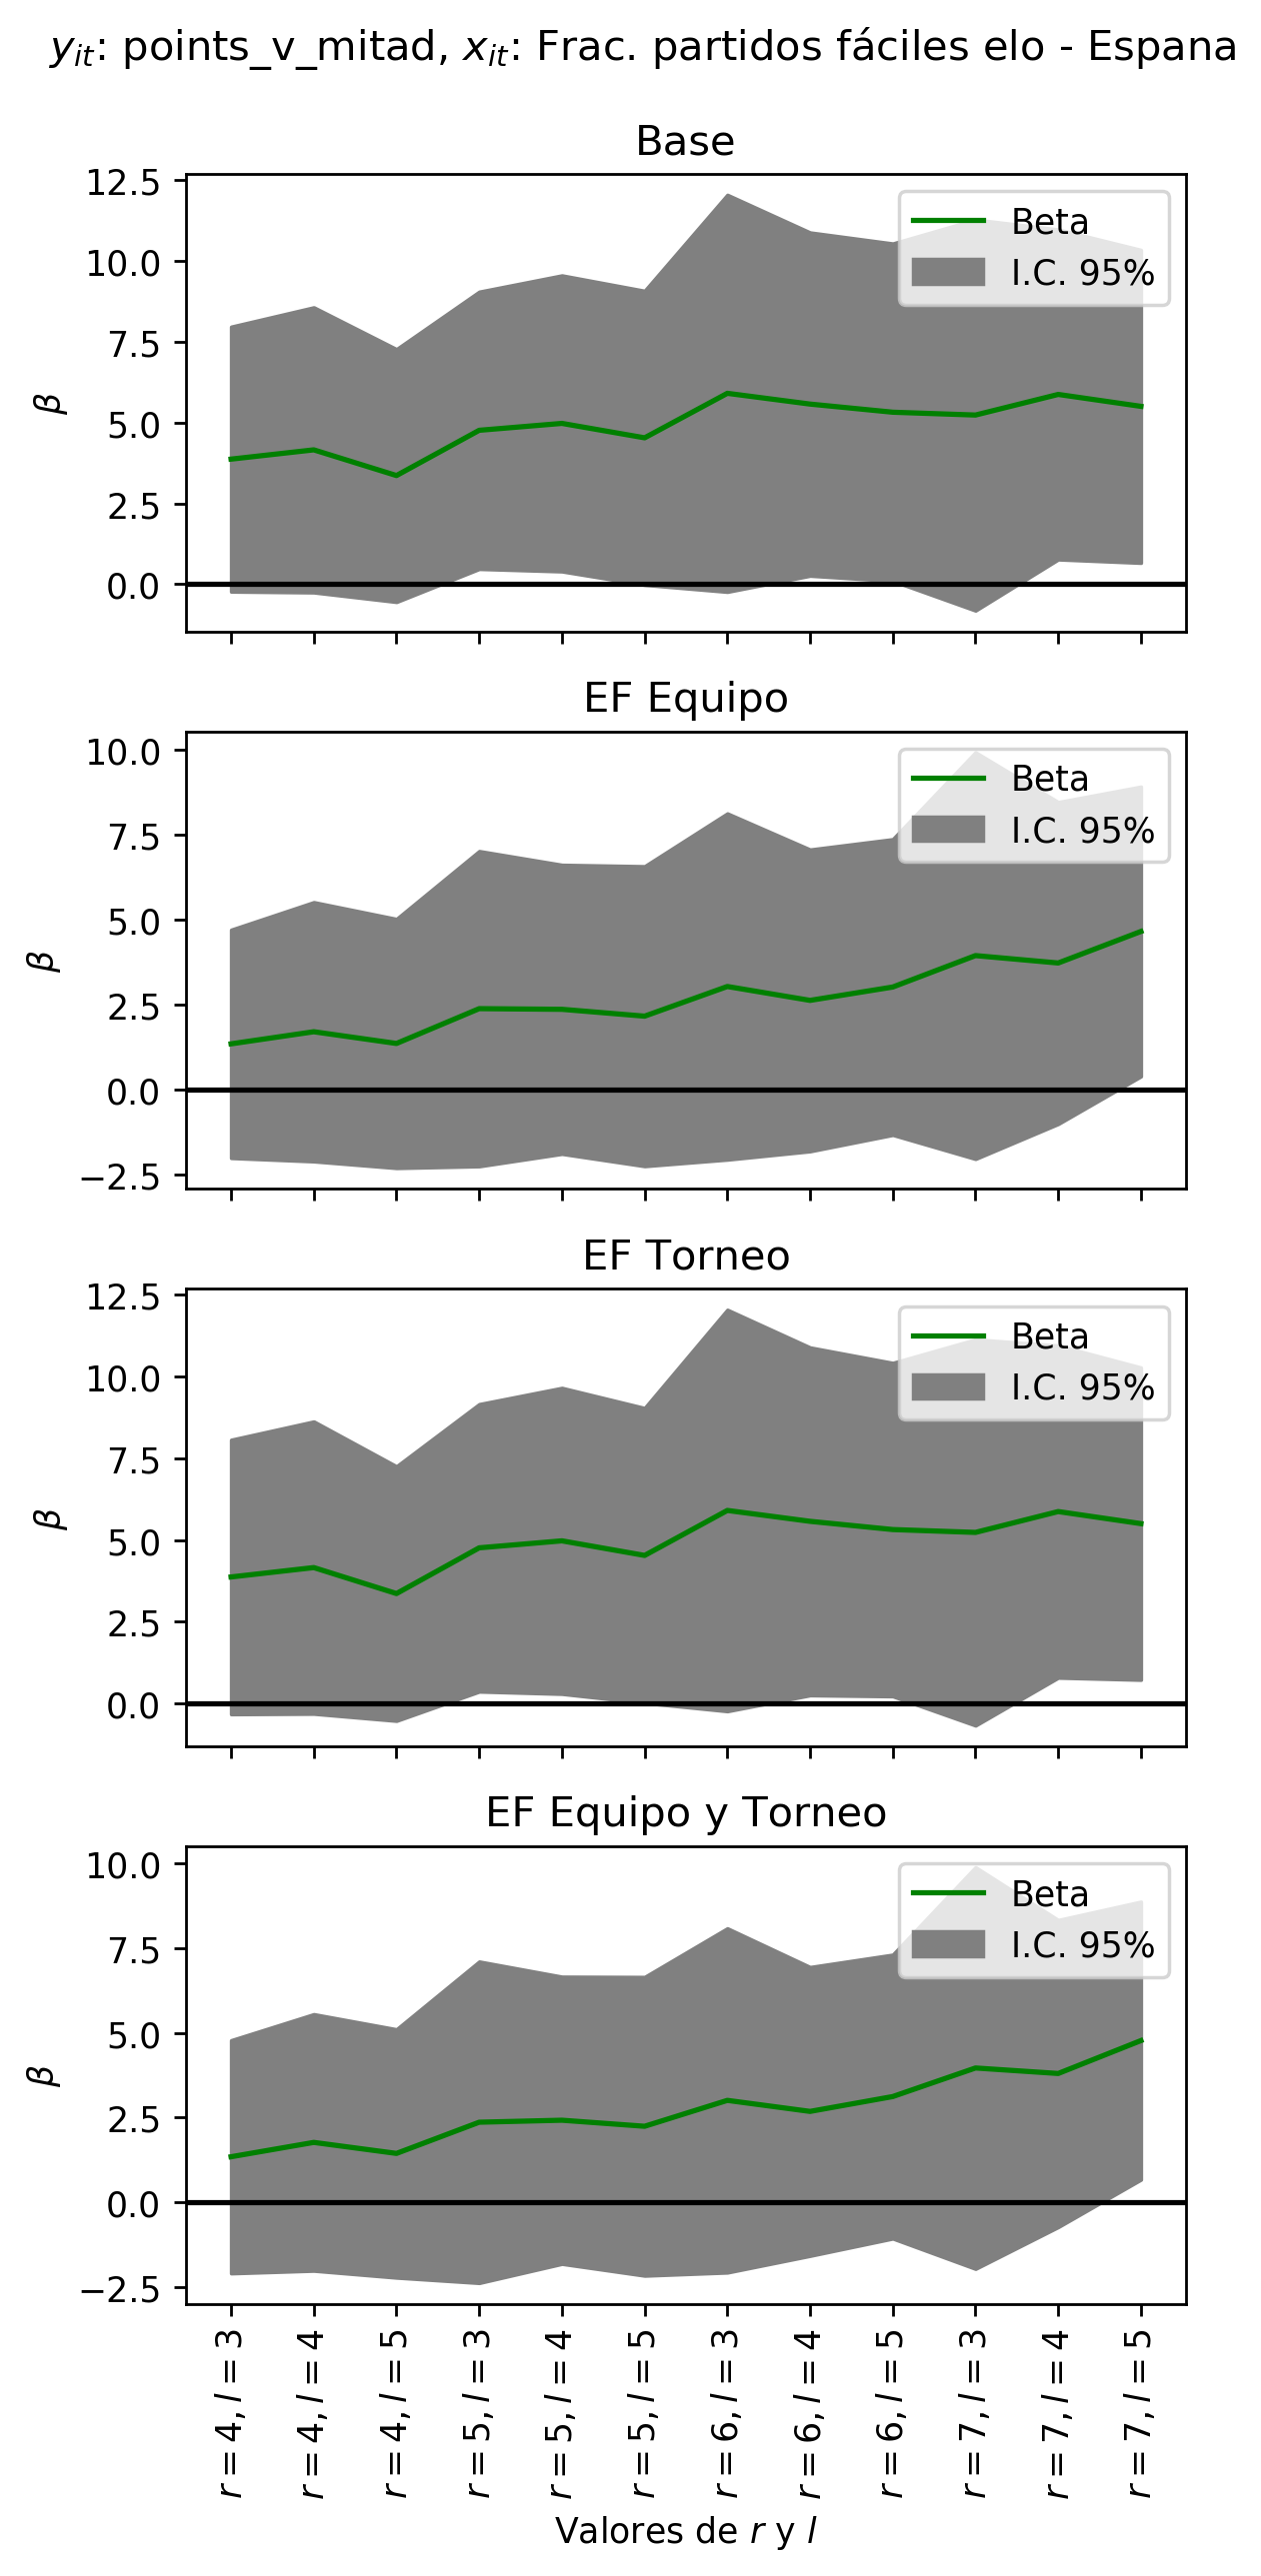 y_it: points_v_mitad, x_it: Frac. partidos fáciles elo - Espana
Base
12.5
10.0
7.5
5.0
2.5
0.0
β
Beta
I.C. 95%
EF Equipo
10.0
7.5
5.0
2.5
0.0
−2.5
β
Beta
I.C. 95%
EF Torneo
12.5
10.0
7.5
5.0
2.5
0.0
β
Beta
I.C. 95%
EF Equipo y Torneo
10.0
7.5
5.0
2.5
0.0
−2.5
β
Beta
I.C. 95%
r = 4, l = 3
r = 4, l = 4
r = 4, l = 5
r = 5, l = 3
r = 5, l = 4
r = 5, l = 5
r = 6, l = 3
r = 6, l = 4
r = 6, l = 5
r = 7, l = 3
r = 7, l = 4
r = 7, l = 5
Valores de r y l